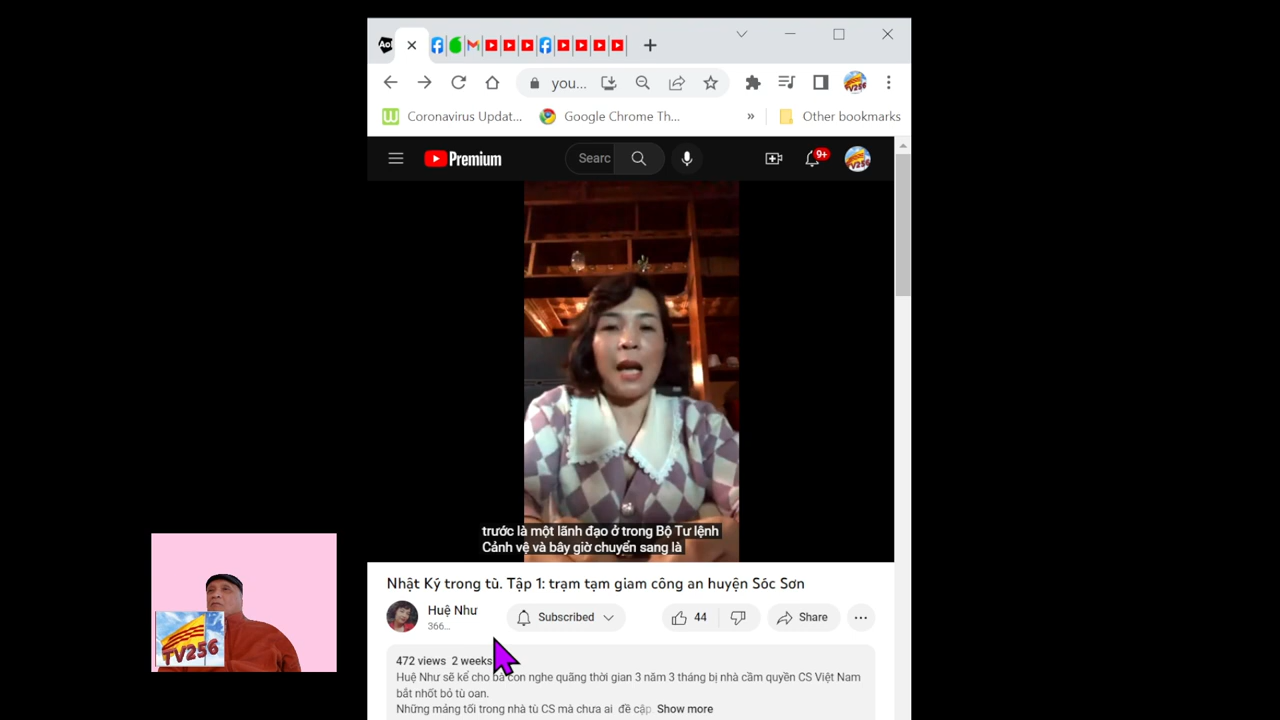 you...
Coronavirus Updat...
Google Chrome Th...
»
Other bookmarks
Premium
Searc
9+
TV256
trước là một lãnh đạo ở trong Bộ Tư lệnh
Cảnh vệ và bây giờ chuyển sang là
Nhật Ký trong tù. Tập 1: trạm tạm giam công an huyện Sóc Sơn
Huệ Như
366...
Subscribed
44
Share
472 views 2 weeks
Huệ Như sẽ kể cho bà con nghe quãng thời gian 3 năm 3 tháng bị nhà cầm quyền CS Việt Nam
bắt nhốt bỏ tù oan.
Những mảng tối trong nhà tù CS mà chưa ai đề cập
Show more
TV256